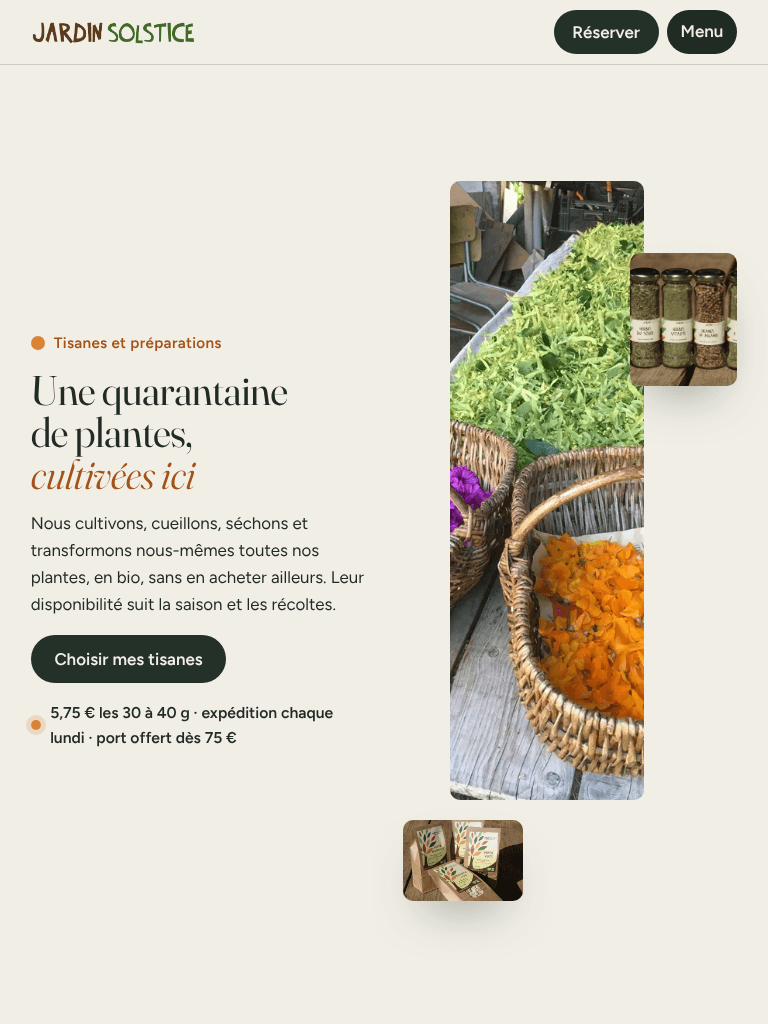 JARDIN SOLSTICE
Réserver
Menu
Tisanes et préparations
Une quarantaine
de plantes,
cultivées ici
Nous cultivons, cueillons, séchons et
transformons nous-mêmes toutes nos
plantes, en bio, sans en acheter ailleurs. Leur
disponibilité suit la saison et les récoltes.
Choisir mes tisanes
5,75 € les 30 à 40 g · expédition chaque
lundi · port offert dès 75 €